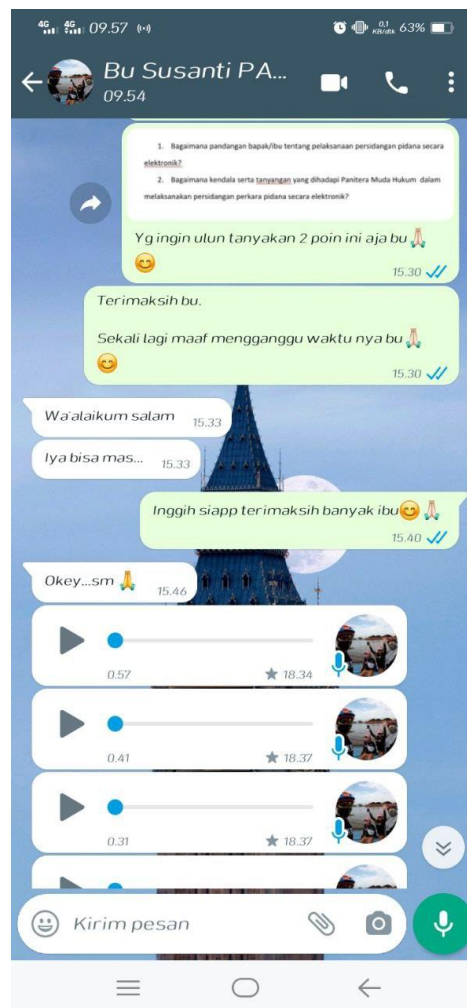 4G 4G 09.57 0,1 KB/dtk 63%
Bu Susanti PA...
09.54
1. Bagaimana pandangan bapak/ibu tentang pelaksanaan persidangan pidana secara
elektronik?
2. Bagaimana kendala serta tanyangan yang dihadapi Panitera Muda Hukum dalam
melaksanakan persidangan perkara pidana secara elektronik?
Yg ingin ulun tanyakan 2 poin ini aja bu🙏🏻
😊
15.30
Terimaksih bu.
Sekali lagi maaf mengganggu waktu nya bu🙏🏻
😊
15.30
Wa'alaikum salam 15.33
Iya bisa mas... 15.33
Inggih siapp terimaksih banyak ibu😊🙏🏻
15.40
Okey...sm 🙏 15.46
0.57 ★ 18.34
0.41 ★ 18.37
0.31 ★ 18.37
Kirim pesan